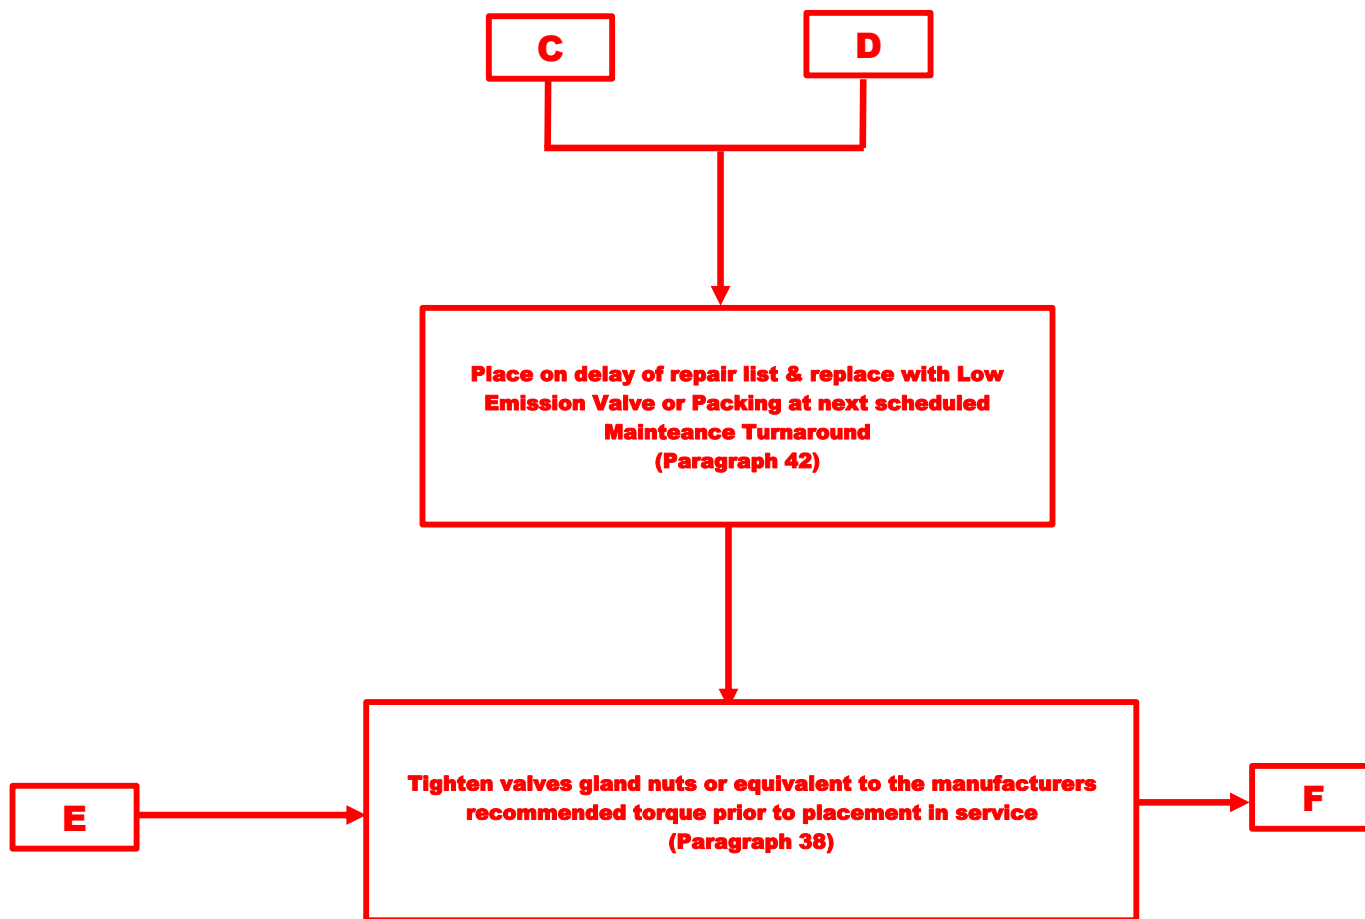 C
D
Place on delay of repair list & replace with Low
Emission Valve or Packing at next scheduled
Mainteance Turnaround
(Paragraph 42)
Tighten valves gland nuts or equivalent to the manufacturers
recommended torque prior to placement in service
(Paragraph 38)
E
F